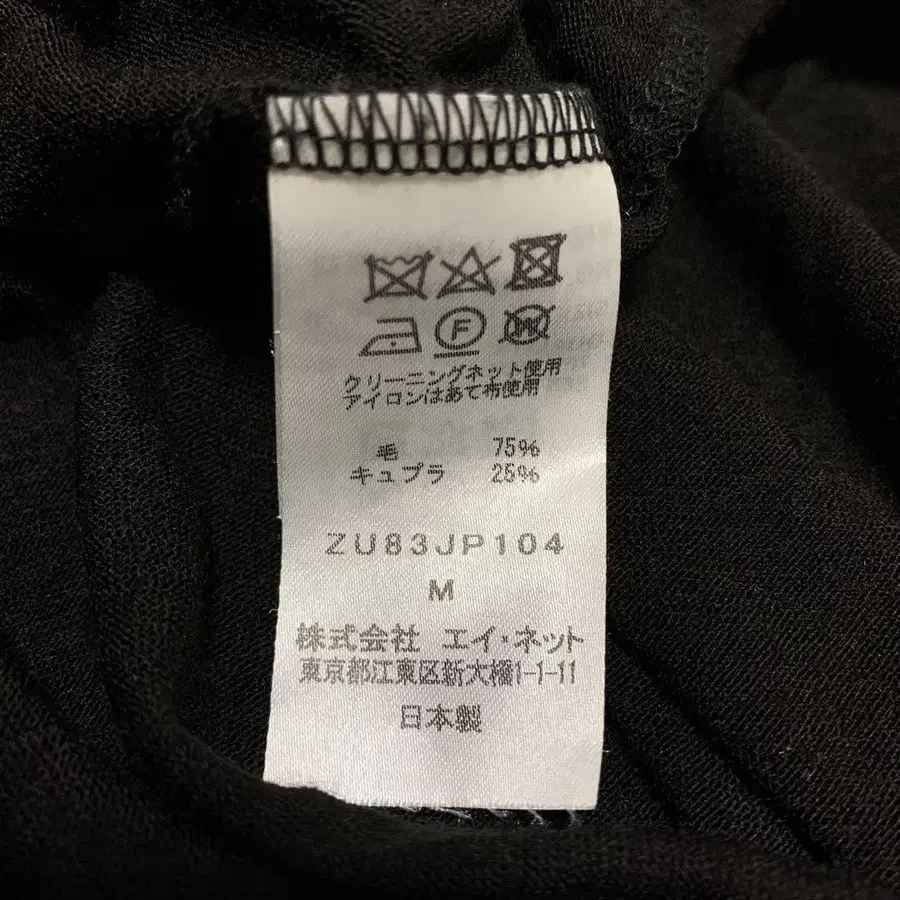 F
W
クリーニングネット使用
アイロンはあて布使用
毛 75%
キュプラ 25%
ZU83JP104
M
株式会社 エイ・ネット
東京都江東区新大橋1-1-11
日本製